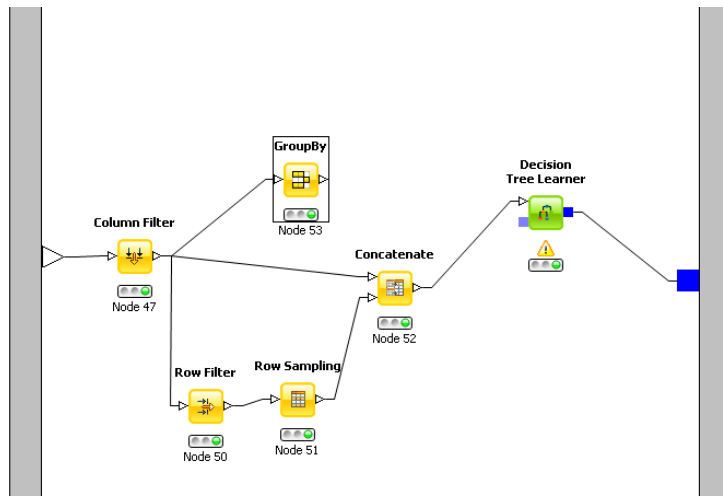 GroupBy
Node 53
Decision
Tree Learner
Column Filter
Node 47
Concatenate
Node 52
Row Filter
Node 50
Row Sampling
Node 51